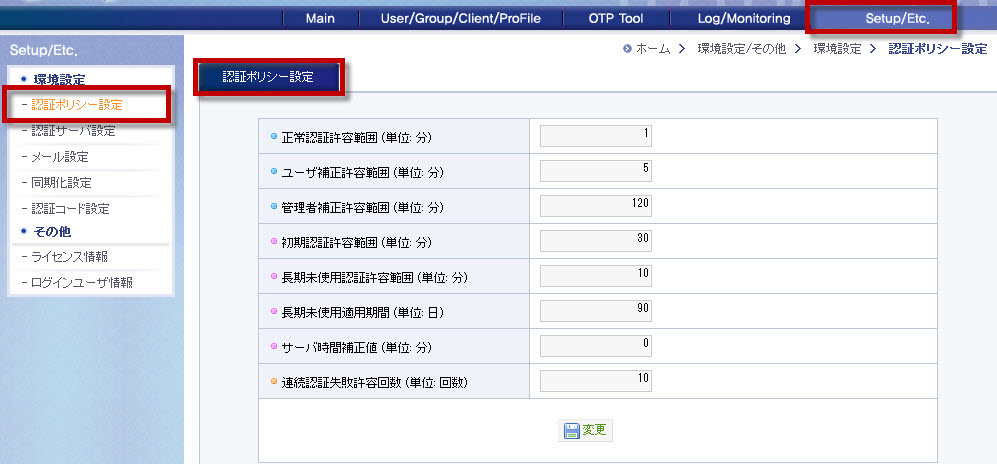 Main User/Group/Client/ProFile OTP Tool Log/Monitoring Setup/Etc.
Setup/Etc.
ホーム 環境設定/その他 環境設定 認証ポリシー設定
環境設定
- 認証ポリシー設定
- 認証サーバ設定
- メール設定
- 同期化設定
- 認証コード設定
その他
- ライセンス情報
- ログインユーザ情報
認証ポリシー設定
正常認証許容範囲 (単位: 分) 1
ユーザ補正許容範囲 (単位: 分) 5
管理者補正許容範囲 (単位: 分) 120
初期認証許容範囲 (単位: 分) 30
長期未使用認証許容範囲 (単位: 分) 10
長期未使用適用期間 (単位: 日) 90
サーバ時間補正値 (単位: 分) 0
連続認証失敗許容回数 (単位: 回数) 10
変更